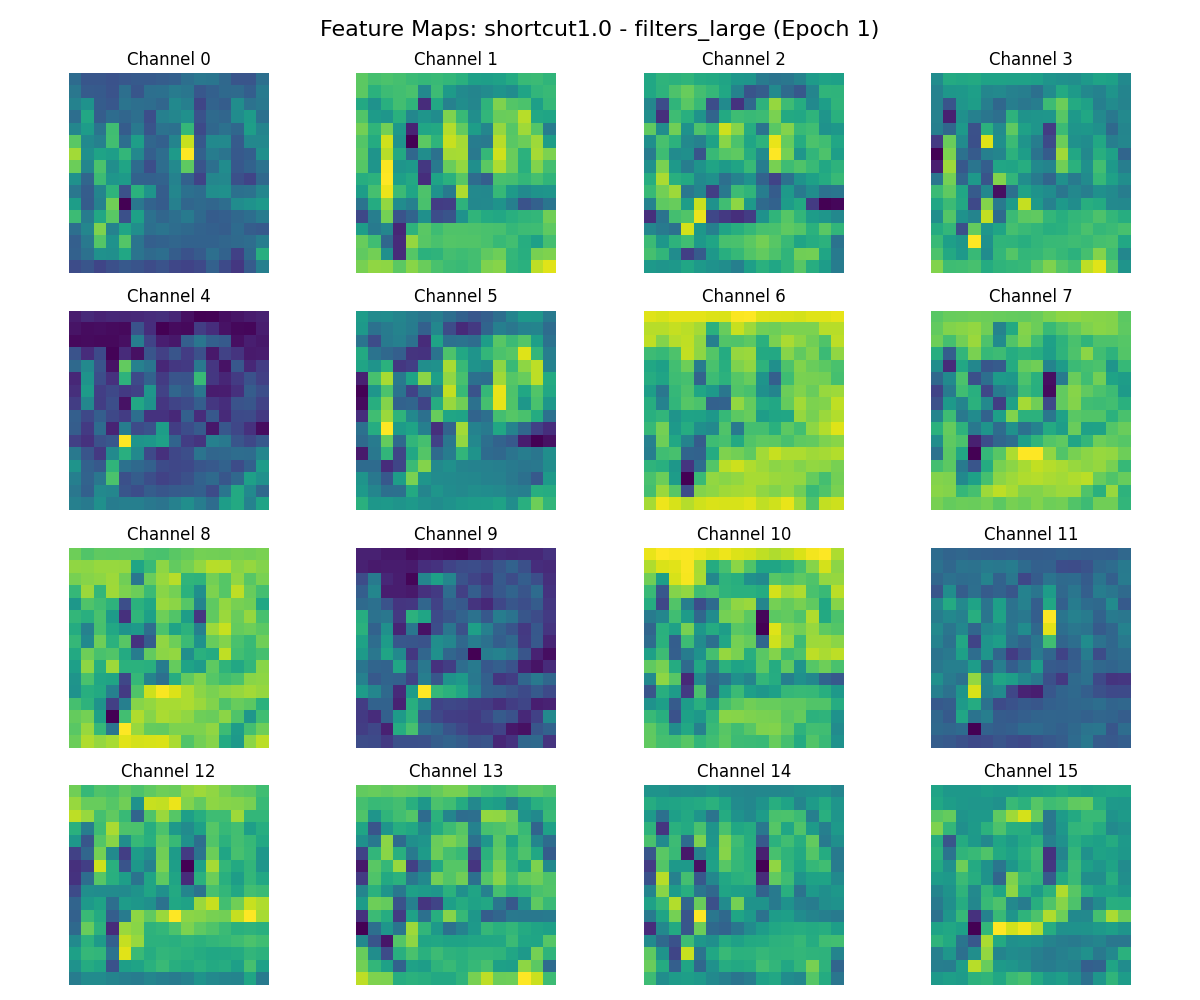 Feature Maps: shortcut1.0 - filters_large (Epoch 1)
Channel 0
Channel 1
Channel 2
Channel 3
Channel 4
Channel 5
Channel 6
Channel 7
Channel 8
Channel 9
Channel 10
Channel 11
Channel 12
Channel 13
Channel 14
Channel 15